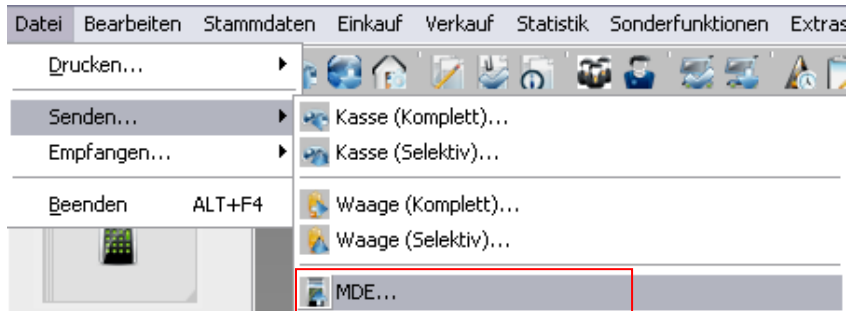 Datei Bearbeiten Stammdaten Einkauf Verkauf Statistik Sonderfunktionen Extras
Drucken...
Senden...
Empfangen...
Beenden ALT+F4
Kasse (Komplett)...
Kasse (Selektiv)...
Waage (Komplett)...
Waage (Selektiv)...
MDE...